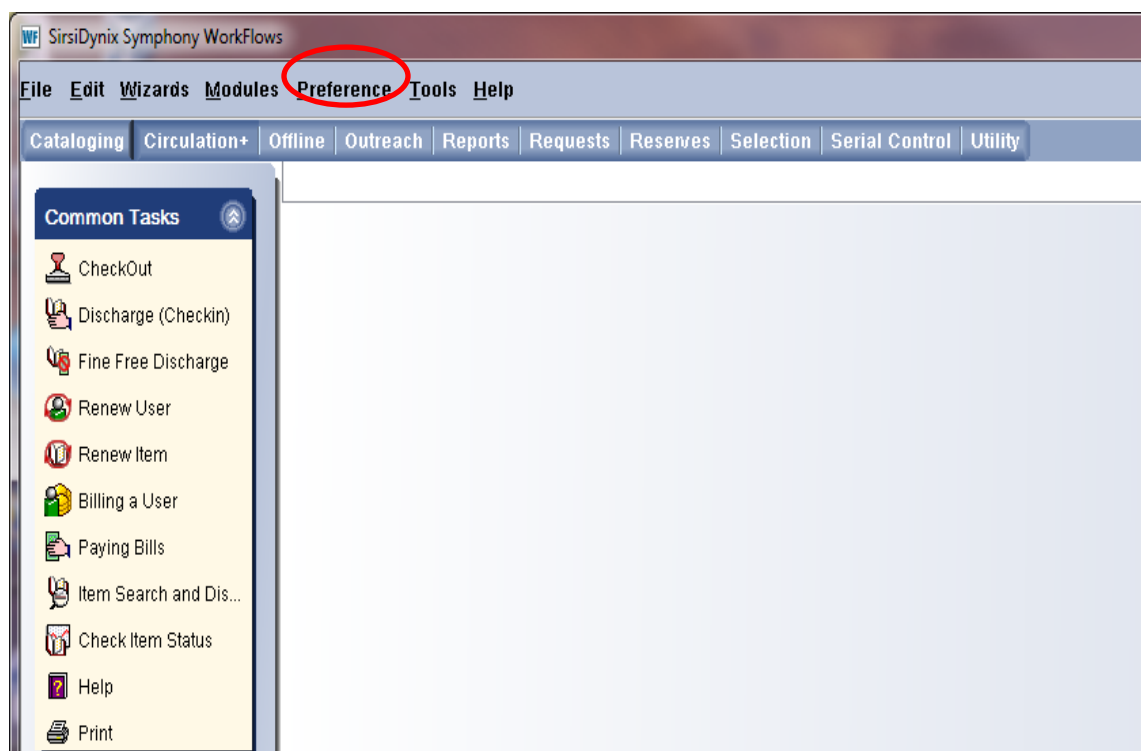 WF SirsiDynix Symphony WorkFlows
File Edit Wizards Modules Preference Tools Help
Cataloging Circulation+ Offline Outreach Reports Requests Reserves Selection Serial Control Utility
Common Tasks
CheckOut
Discharge (Checkin)
Fine Free Discharge
Renew User
Renew Item
Billing a User
Paying Bills
Item Search and Dis...
Check Item Status
? Help
Print